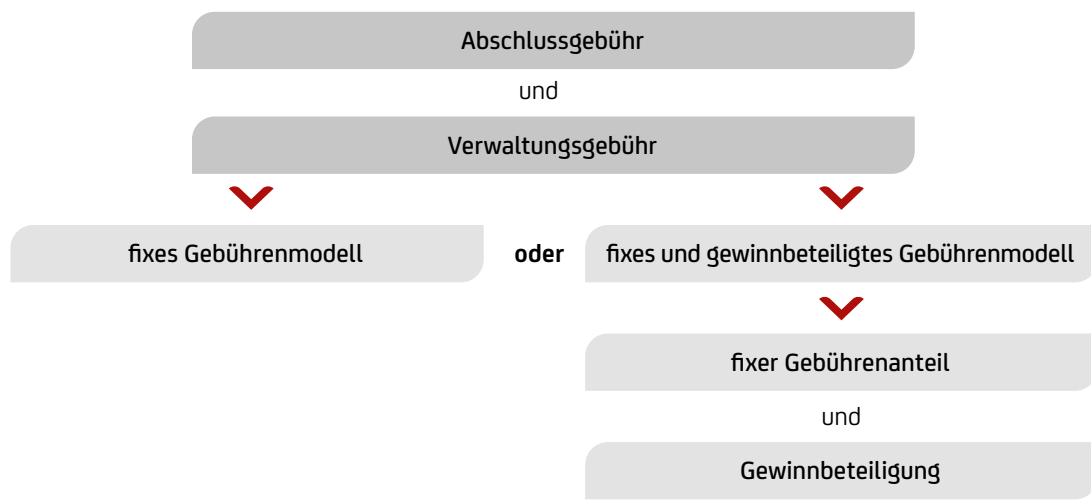 Abschlussgebühr
und
Verwaltungsgebühr
fixes Gebührenmodell
oder
fixes und gewinnbeteiligtes Gebührenmodell
fixer Gebührenanteil
und
Gewinnbeteiligung